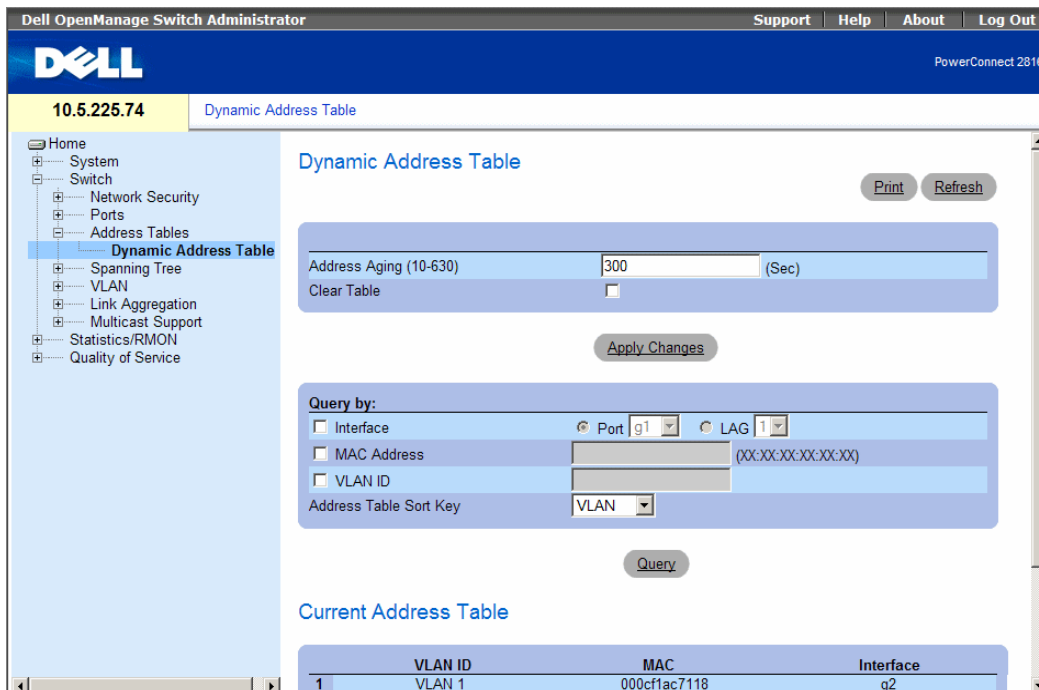 Dell OpenManage Switch Administrator Support Help About Log Out
DELL
PowerConnect 2816
10.5.225.74 Dynamic Address Table
Home
System
Switch
Network Security
Ports
Address Tables
Dynamic Address Table
Spanning Tree
VLAN
Link Aggregation
Multicast Support
Statistics/RMON
Quality of Service
Dynamic Address Table
Print Refresh
Address Aging (10-630) 300 (Sec)
Clear Table
Apply Changes
Query by:
Interface Port g1 LAG 1
MAC Address (XX:XX:XX:XX:XX:XX)
VLAN ID
Address Table Sort Key VLAN
Query
Current Address Table
VLAN ID MAC Interface
1 VLAN 1 000cf1ac7118 g2